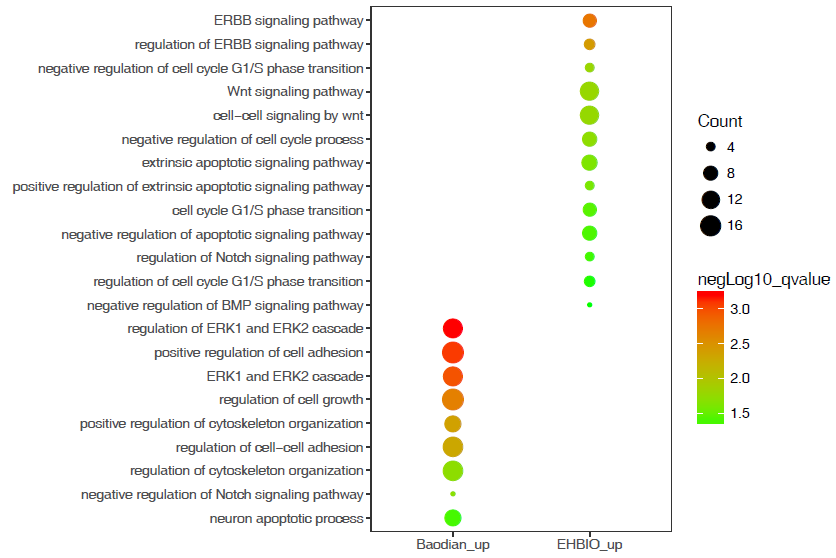 ERBB signaling pathway
regulation of ERBB signaling pathway
negative regulation of cell cycle G1/S phase transition
Wnt signaling pathway
cell−cell signaling by wnt
negative regulation of cell cycle process
extrinsic apoptotic signaling pathway
positive regulation of extrinsic apoptotic signaling pathway
cell cycle G1/S phase transition
negative regulation of apoptotic signaling pathway
regulation of Notch signaling pathway
regulation of cell cycle G1/S phase transition
negative regulation of BMP signaling pathway
regulation of ERK1 and ERK2 cascade
positive regulation of cell adhesion
ERK1 and ERK2 cascade
regulation of cell growth
positive regulation of cytoskeleton organization
regulation of cell−cell adhesion
regulation of cytoskeleton organization
negative regulation of Notch signaling pathway
neuron apoptotic process
Baodian_up
EHBIO_up
Count
4
8
12
16
negLog10_qvalue
3.0
2.5
2.0
1.5